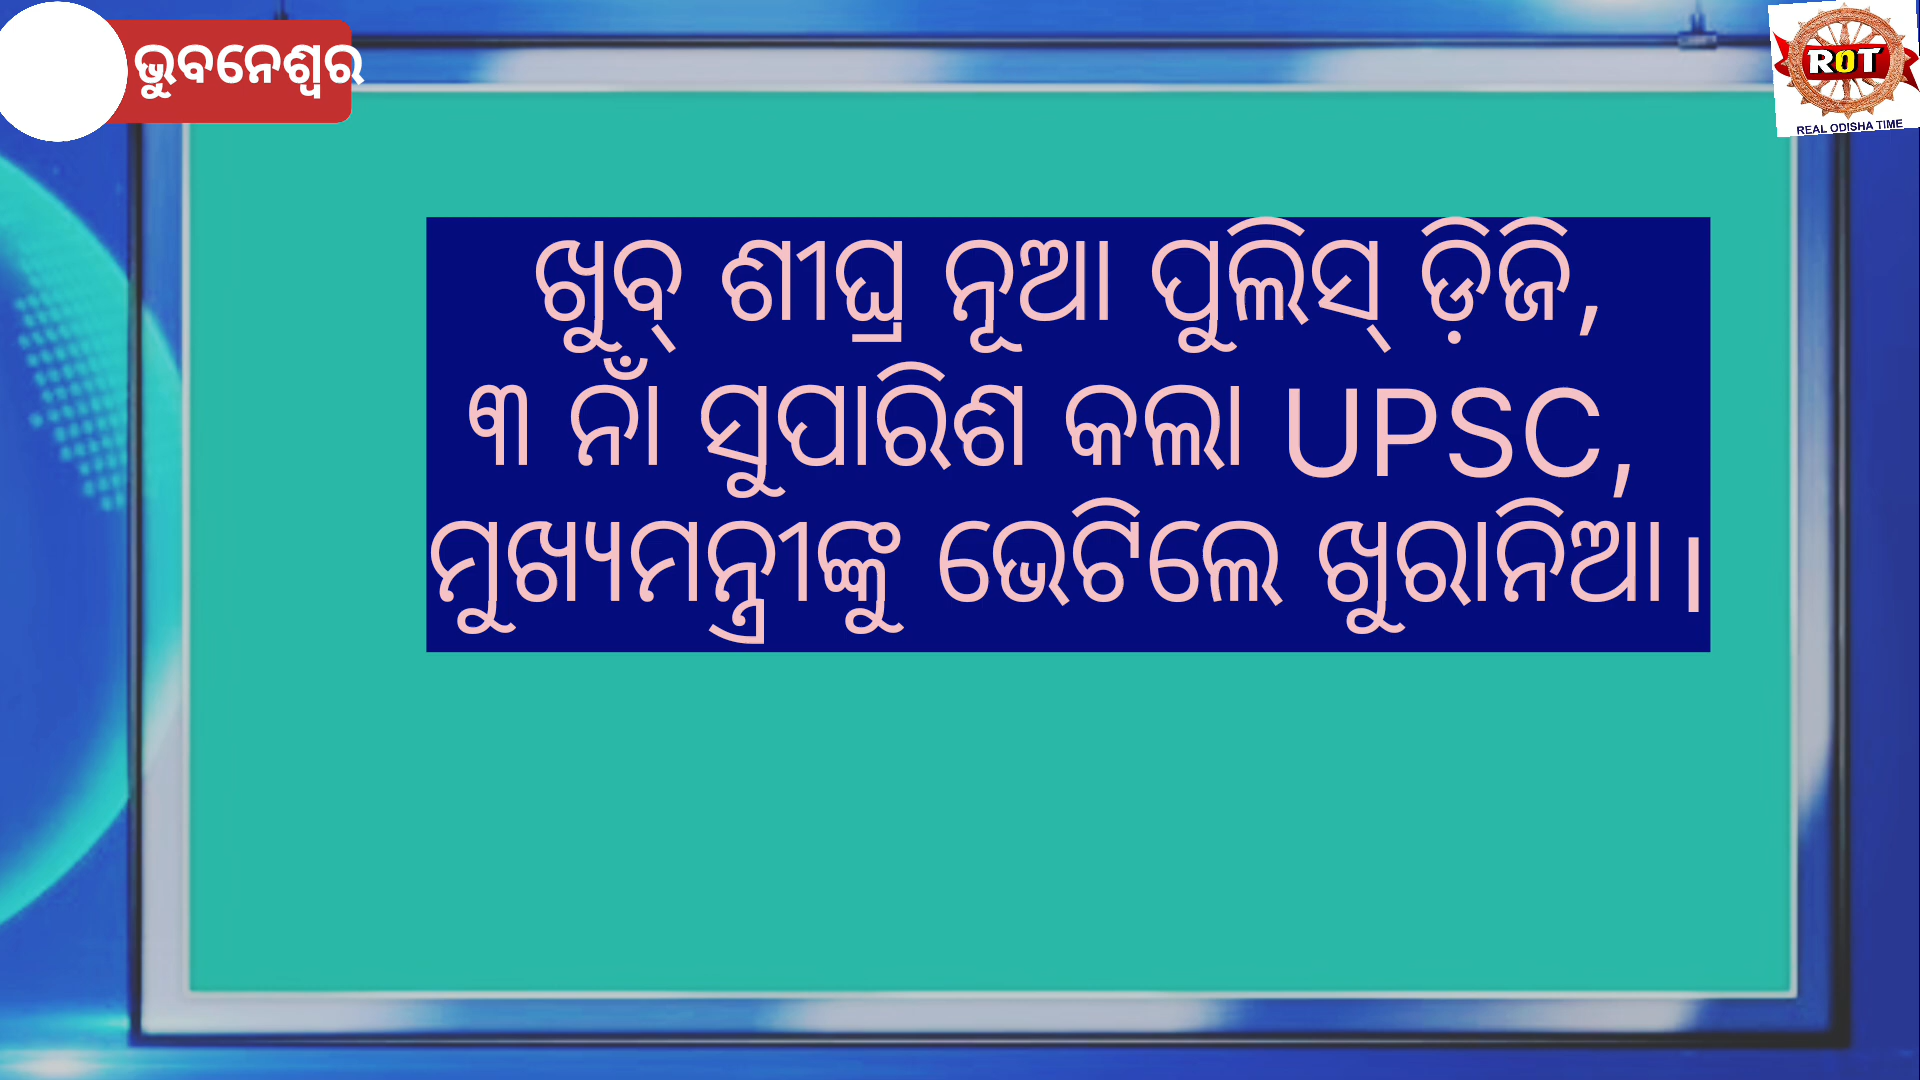 ଭୁବନେଶ୍ୱର
ROT
REAL ODISHA TIME
ଖୁବ୍ ଶୀଘ୍ର ନୂଆ ପୁଲିସ୍ ଡ଼ିଜି,
୩ ନାଁ ସୁପାରିଶ କଲା UPSC,
ମୁଖ୍ୟମନ୍ତ୍ରୀଙ୍କୁ ଭେଟିଲେ ଖୁରାନିଆ।